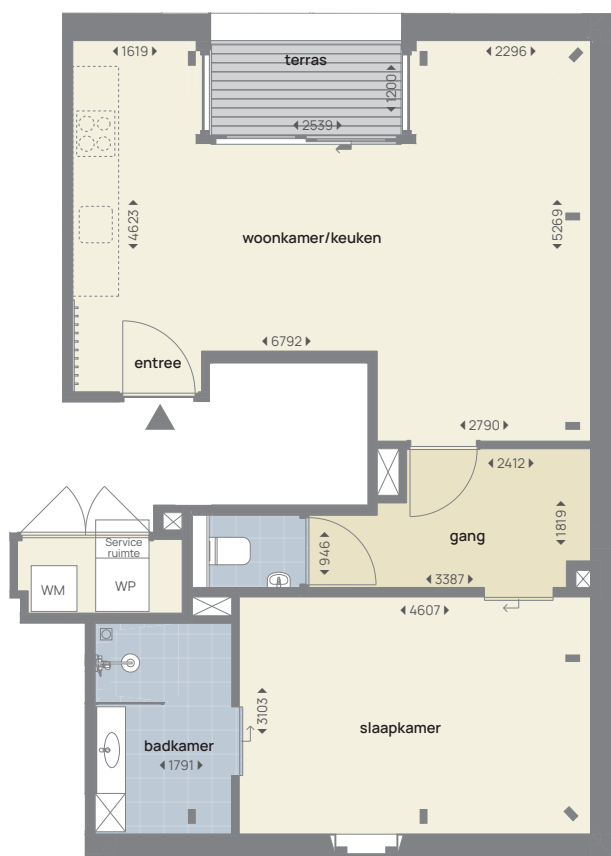 1619
terras
2296
1200
2539
4623
woonkamer/keuken
5269
6792
entree
2790
2412
1819
Service
ruimte
946
gang
WM
WP
3387
4607
3103
badkamer
slaapkamer
1791